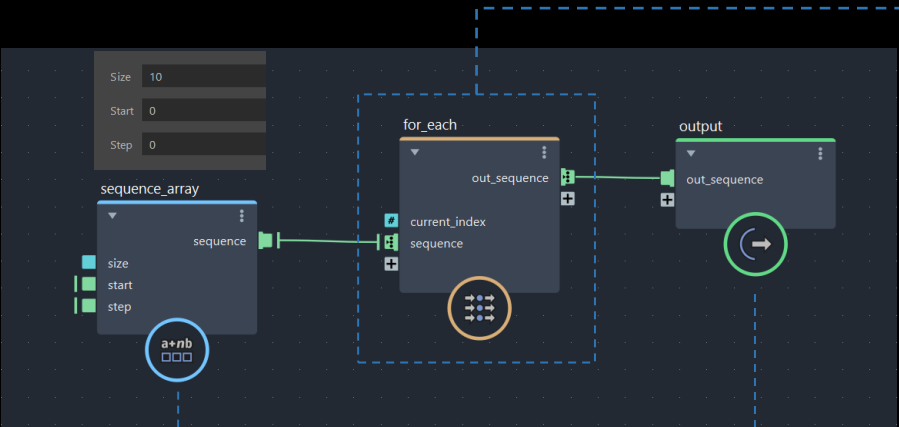 Size 10
Start 0
Step 0
sequence_array
sequence
size
start
step
a+nb
for_each
out_sequence
# current_index
sequence
output
out_sequence